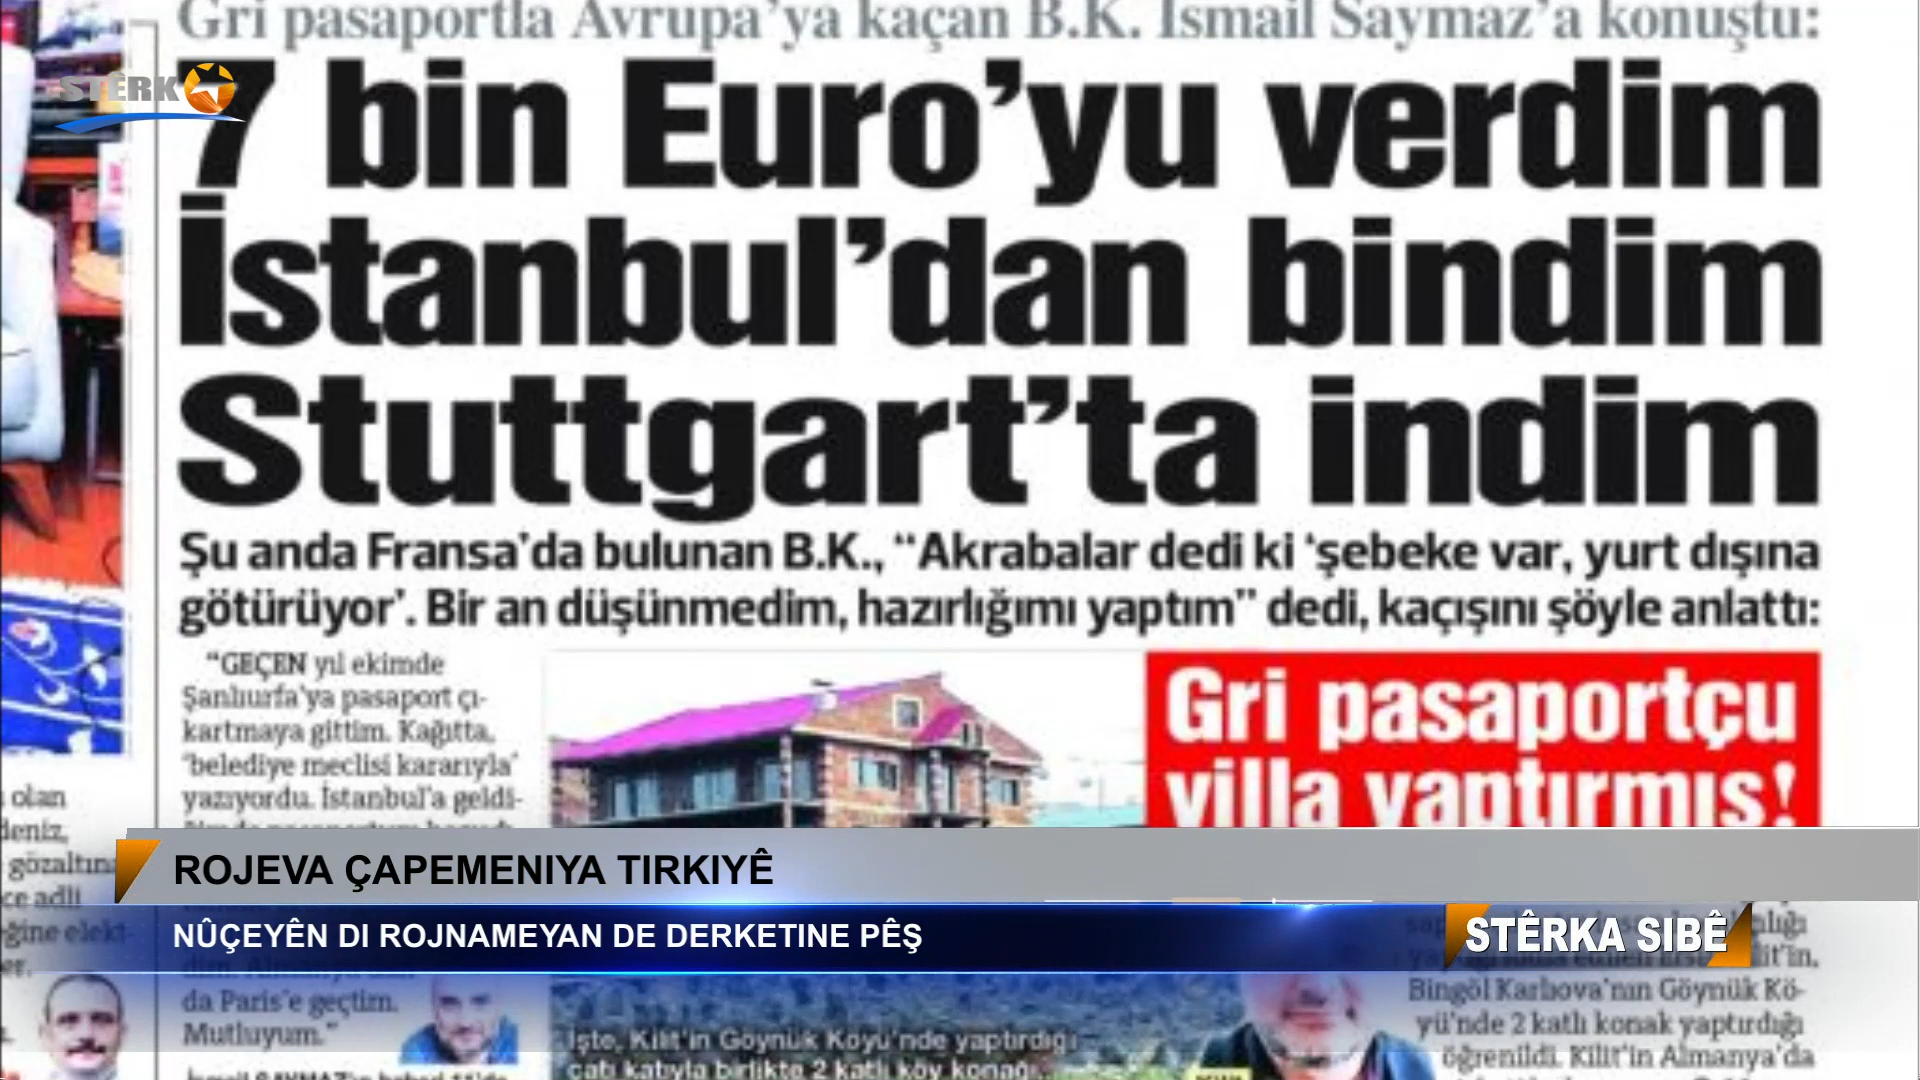 Gri pasaportla Avrupa’ya kaçan B.K. İsmail Saymaz’a konuştu:
STÊRK
7 bin Euro’yu verdim
İstanbul’dan bindim
Stuttgart’ta indim
Şu anda Fransa’da bulunan B.K., “Akrabalar dedi ki ‘şebeke var, yurt dışına
götürüyor’. Bir an düşünmedim, hazırlığımı yaptım” dedi, kaçışını şöyle anlattı:
“GEÇEN yıl ekimde
Şanlıurfa’ya pasaport çı-
kartmaya gittim. Kağıtta,
‘belediye meclisi kararıyla’
yazıyordu. İstanbul’a geldi-
Gri pasaportçu
villa yaptırmış!
olan
deniz,
gözaltına
adli
ROJEVA ÇAPEMENIYA TIRKIYÊ
NÛÇEYÊN DI ROJNAMEYAN DE DERKETINE PÊŞ
STÊRKA SIBÊ
da Paris’e geçtim.
Mutluyum.”
İşte, Kilit’in Göynük Köyü’nde yaptırdığı
çatı katıyla birlikte 2 katlı köy konağı...
Bingöl Karlıova’nın Göynük Kö-
yü’nde 2 katlı konak yaptırdığı
öğrenildi. Kilit’in Almanya’da